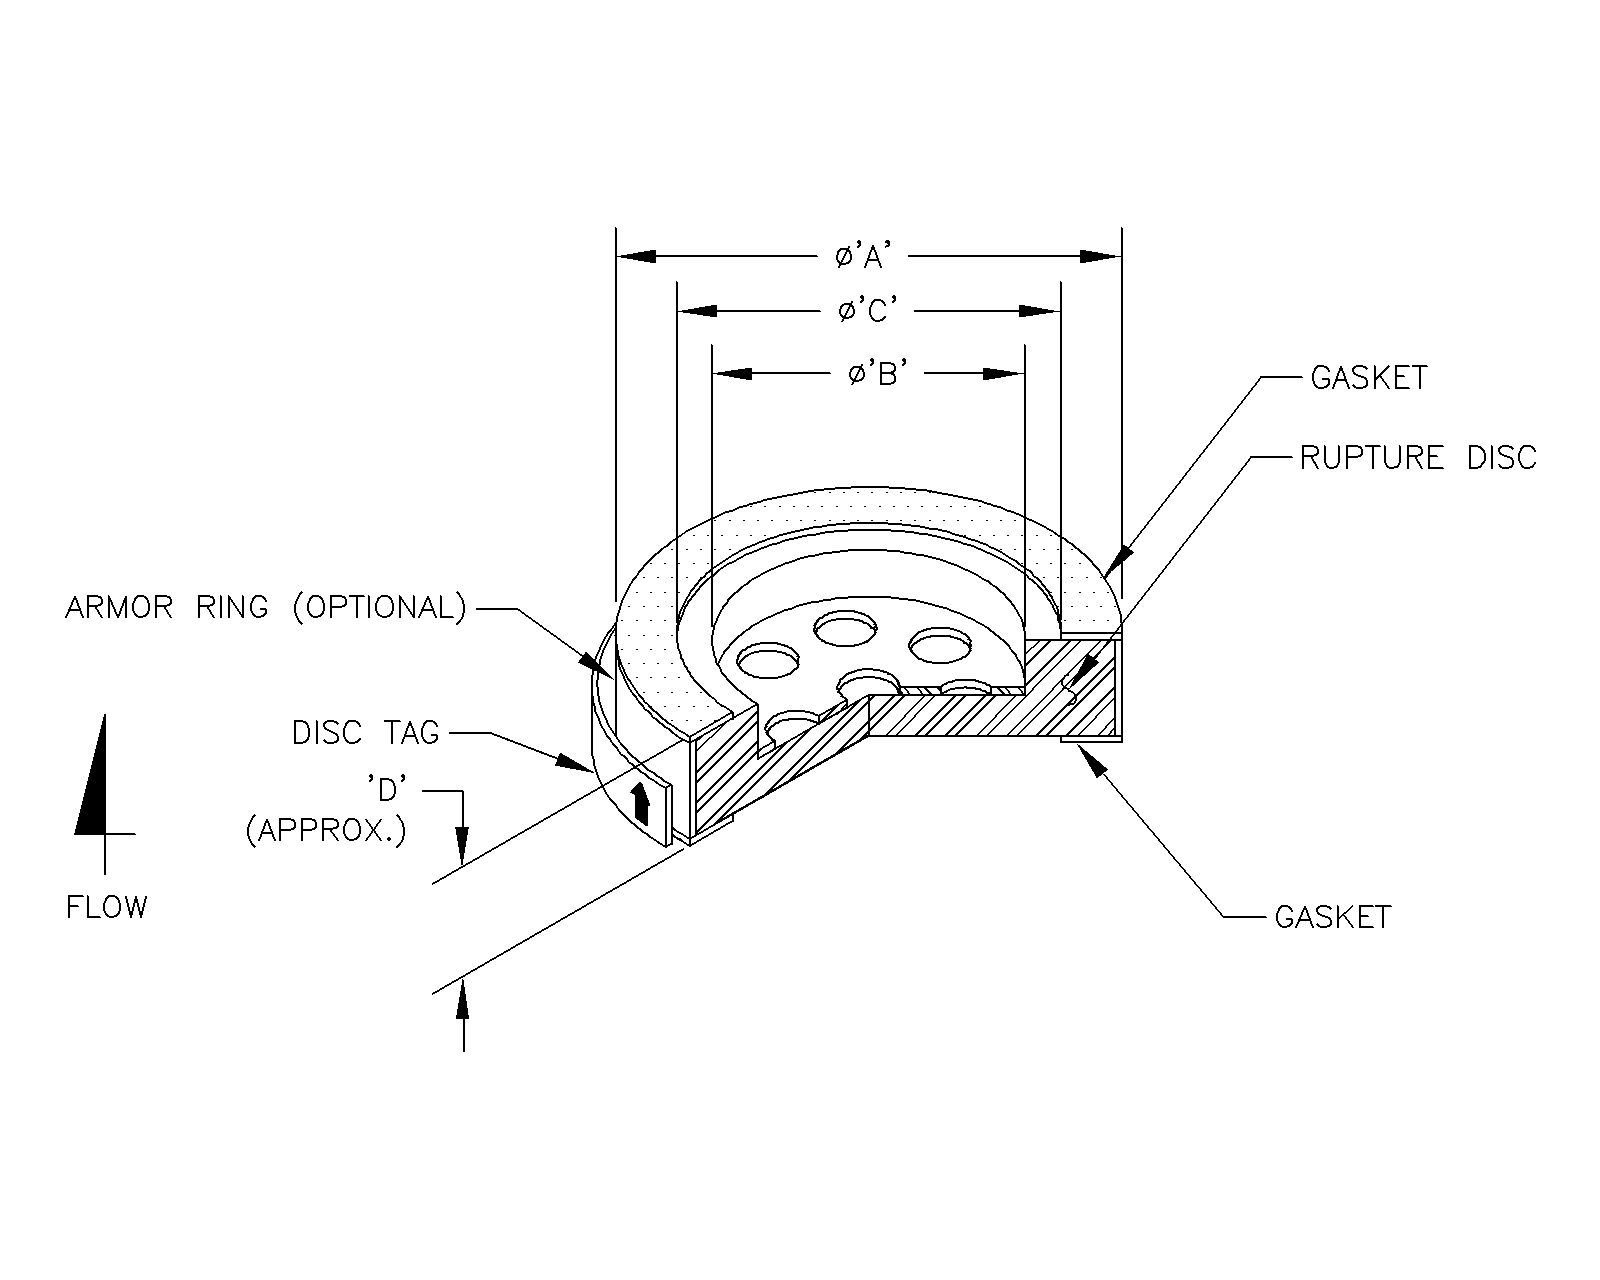 ø'A'
ø'C'
ø'B'
GASKET
RUPTURE DISC
ARMOR RING (OPTIONAL)
DISC TAG
'D'
(APPROX.)
FLOW
GASKET